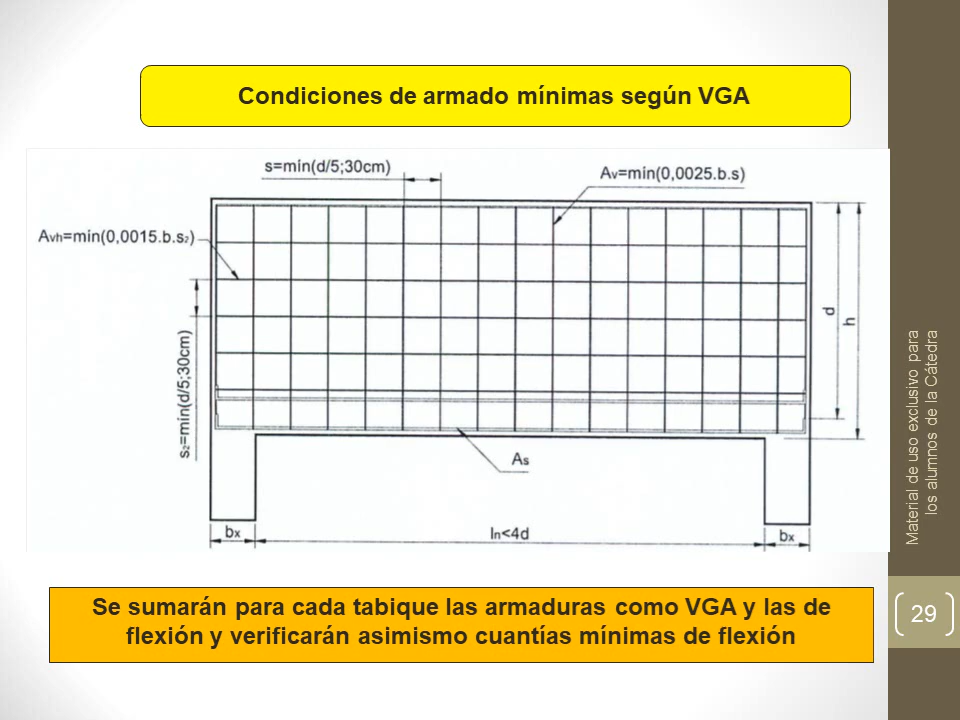 Condiciones de armado mínimas según VGA
s=mín(d/5;30cm)
Av=min(0,0025.b.s)
Avh=min(0,0015.b.s2)
s2=mín(d/5;30cm)
d
h
As
bx
ln<4d
bx
Se sumarán para cada tabique las armaduras como VGA y las de
flexión y verificarán asimismo cuantías mínimas de flexión
Material de uso exclusivo para
los alumnos de la Cátedra
29